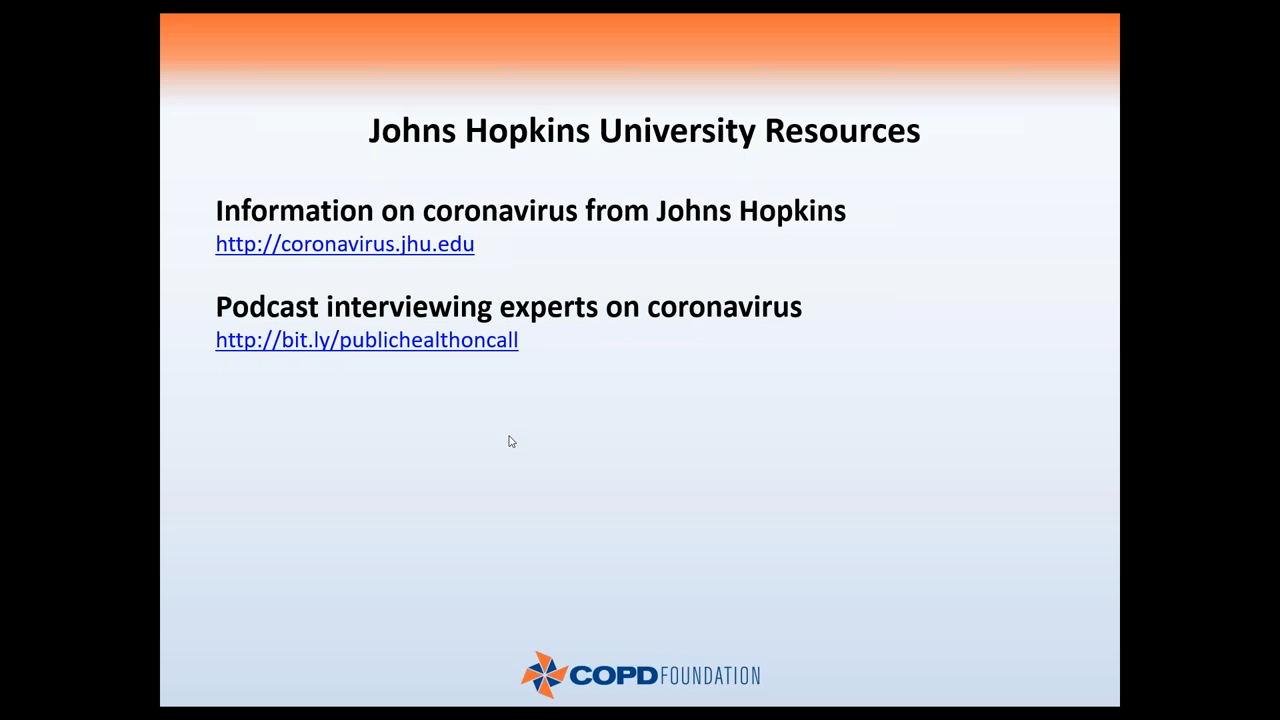 Johns Hopkins University Resources
Information on coronavirus from Johns Hopkins
http://coronavirus.jhu.edu
Podcast interviewing experts on coronavirus
http://bit.ly/publichealthoncall
COPD FOUNDATION